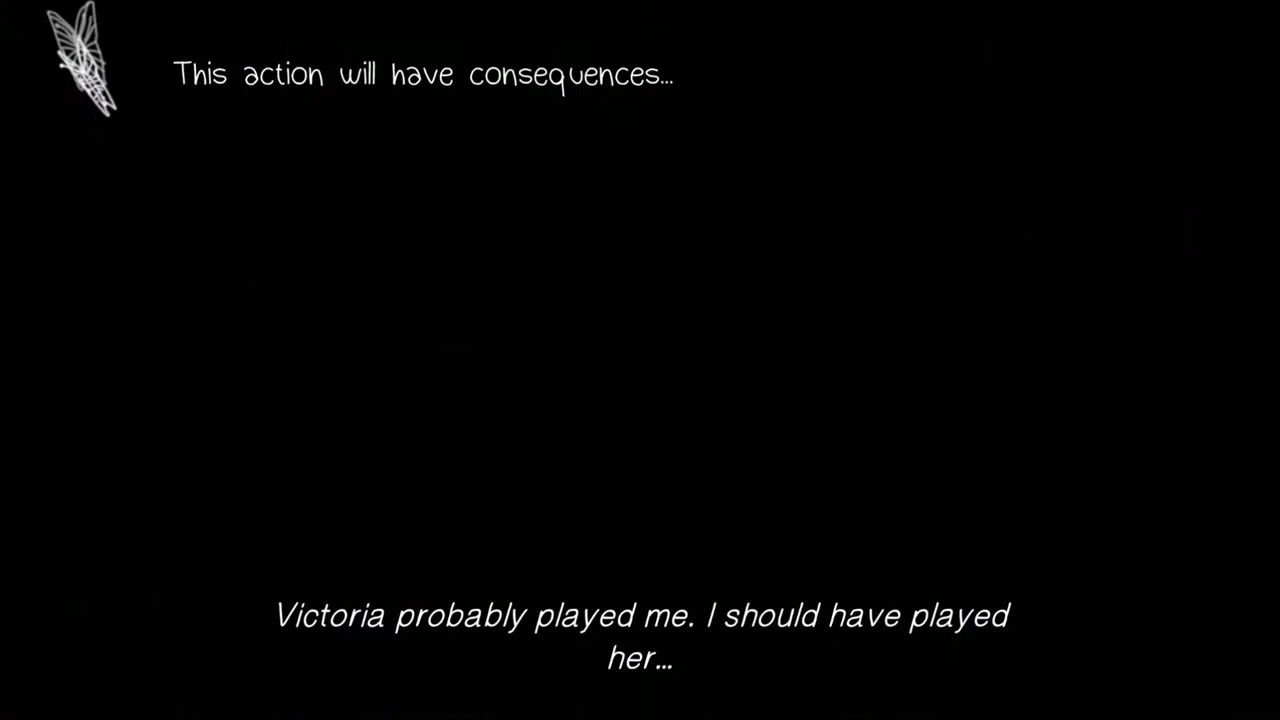 This action will have consequences...
Victoria probably played me. I should have played
her...